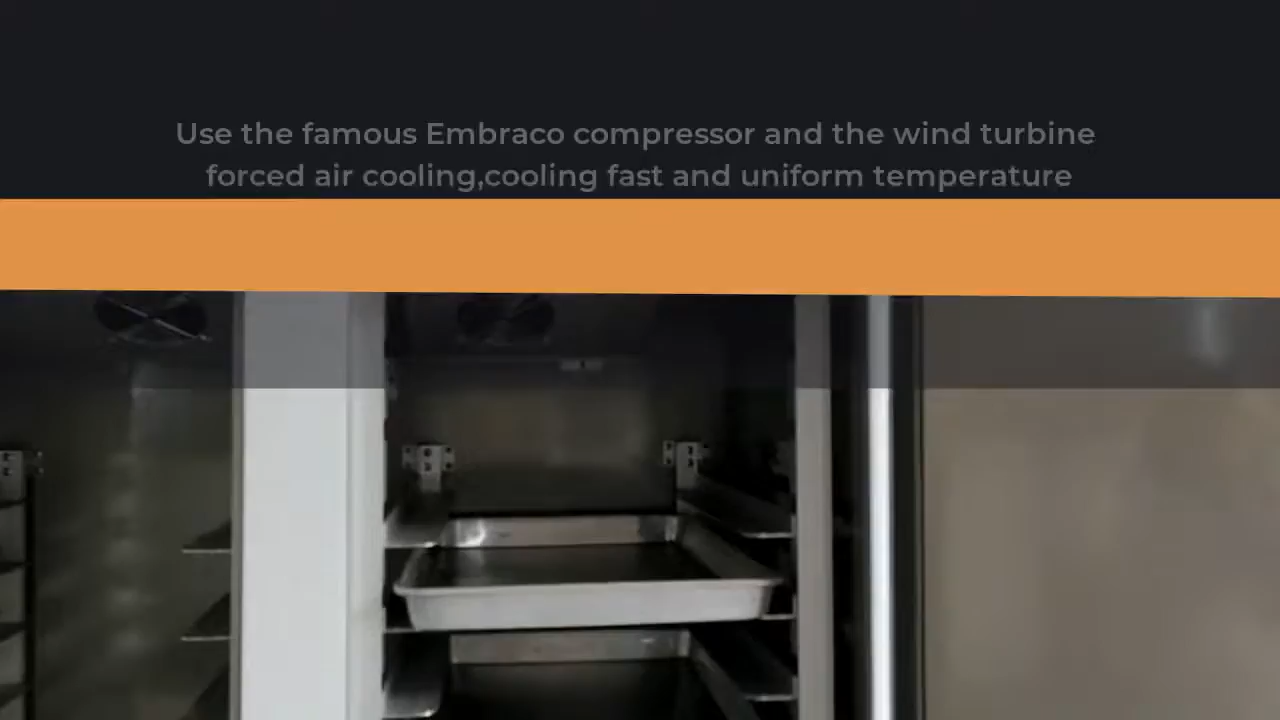 Use the famous Embraco compressor and the wind turbine
forced air cooling,cooling fast and uniform temperature